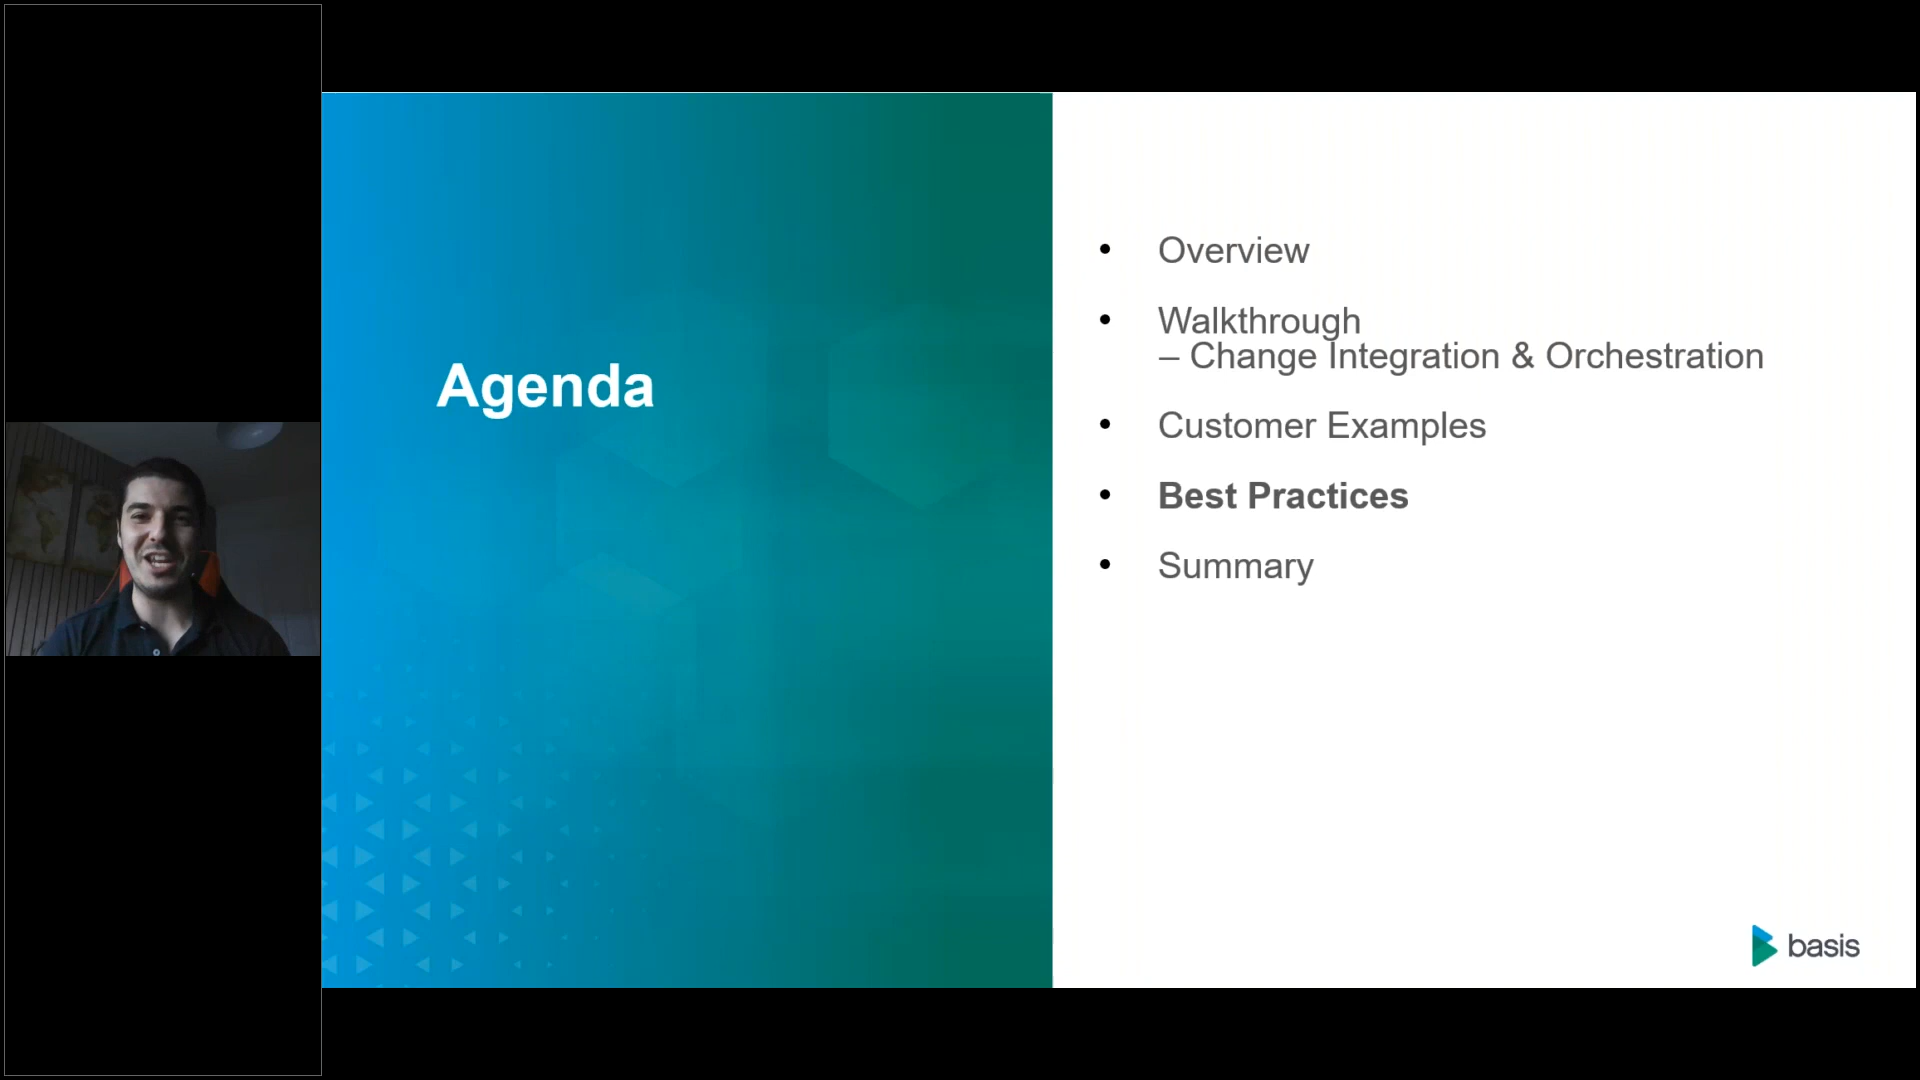 Agenda
• Overview
• Walkthrough
– Change Integration & Orchestration
• Customer Examples
• Best Practices
• Summary
basis